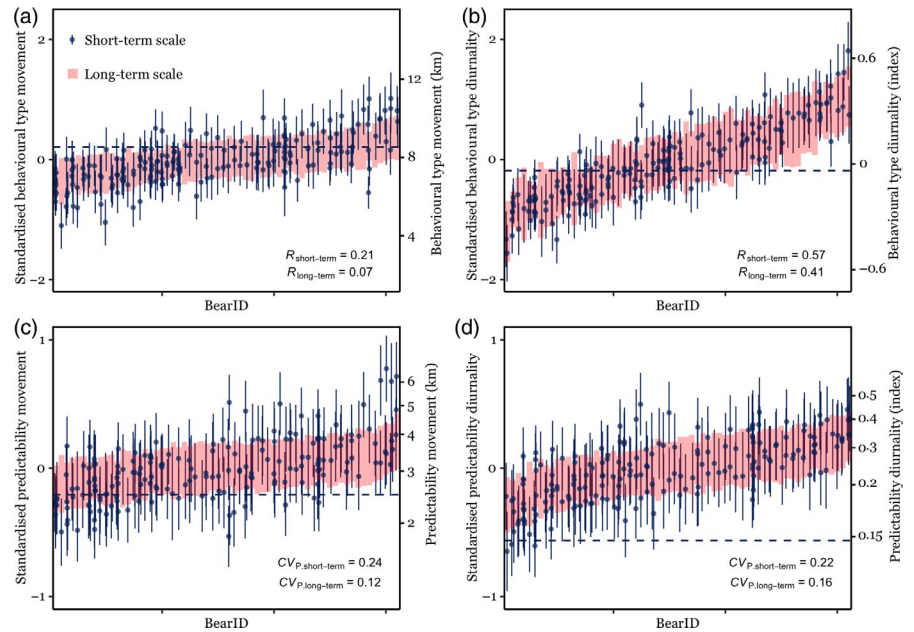 (a)
Short-term scale
Long-term scale
Standardised behavioural type movement
2
0
−2
12
8
4
Behavioural type movement (km)
R short−term = 0.21
R long−term = 0.07
BearID
(b)
Standardised behavioural type diurnality
2
0
−2
0.6
0
−0.6
Behavioural type diurnality (index)
R short−term = 0.57
R long−term = 0.41
BearID
(c)
Standardised predictability movement
1
0
−1
6
5
4
3
2
Predictability movement (km)
CV P.short−term = 0.24
CV P.long−term = 0.12
BearID
(d)
Standardised predictability diurnality
1
0
−1
0·5
0·4
0·3
0.2
0.15
Predictability diurnality (index)
CV P.short−term = 0.22
CV P.long−term = 0.16
BearID